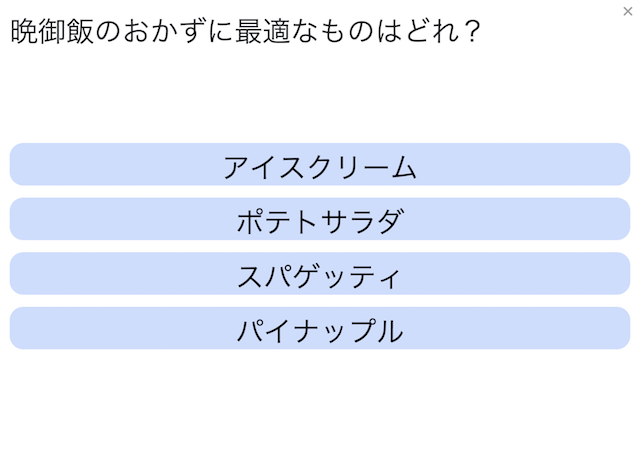 晩御飯のおかずに最適なものはどれ？
アイスクリーム
ポテトサラダ
スパゲッティ
パイナップル